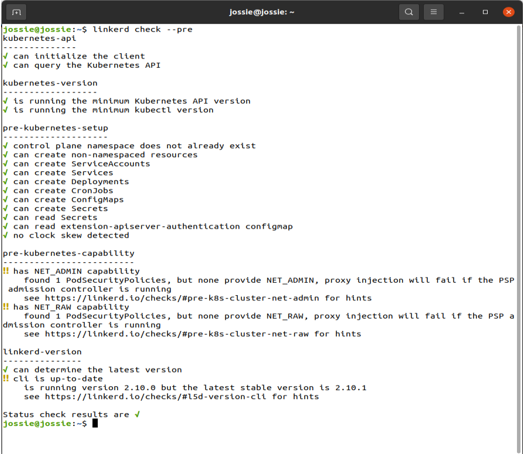 jossie@jossie: ~
jossie@jossie:~$ linkerd check --pre
kubernetes-api
--------------
√ can initialize the client
√ can query the Kubernetes API
kubernetes-version
------------------
√ is running the minimum Kubernetes API version
√ is running the minimum kubectl version
pre-kubernetes-setup
--------------------
√ control plane namespace does not already exist
√ can create non-namespaced resources
√ can create ServiceAccounts
√ can create Services
√ can create Deployments
√ can create CronJobs
√ can create ConfigMaps
√ can create Secrets
√ can read Secrets
√ can read extension-apiserver-authentication configmap
√ no clock skew detected
pre-kubernetes-capability
-------------------------
‼ has NET_ADMIN capability
    found 1 PodSecurityPolicies, but none provide NET_ADMIN, proxy injection will fail if the PSP
 admission controller is running
    see https://linkerd.io/checks/#pre-k8s-cluster-net-admin for hints
‼ has NET_RAW capability
    found 1 PodSecurityPolicies, but none provide NET_RAW, proxy injection will fail if the PSP a
dmission controller is running
    see https://linkerd.io/checks/#pre-k8s-cluster-net-raw for hints
linkerd-version
---------------
√ can determine the latest version
‼ cli is up-to-date
    is running version 2.10.0 but the latest stable version is 2.10.1
    see https://linkerd.io/checks/#l5d-version-cli for hints
Status check results are √
jossie@jossie:~$